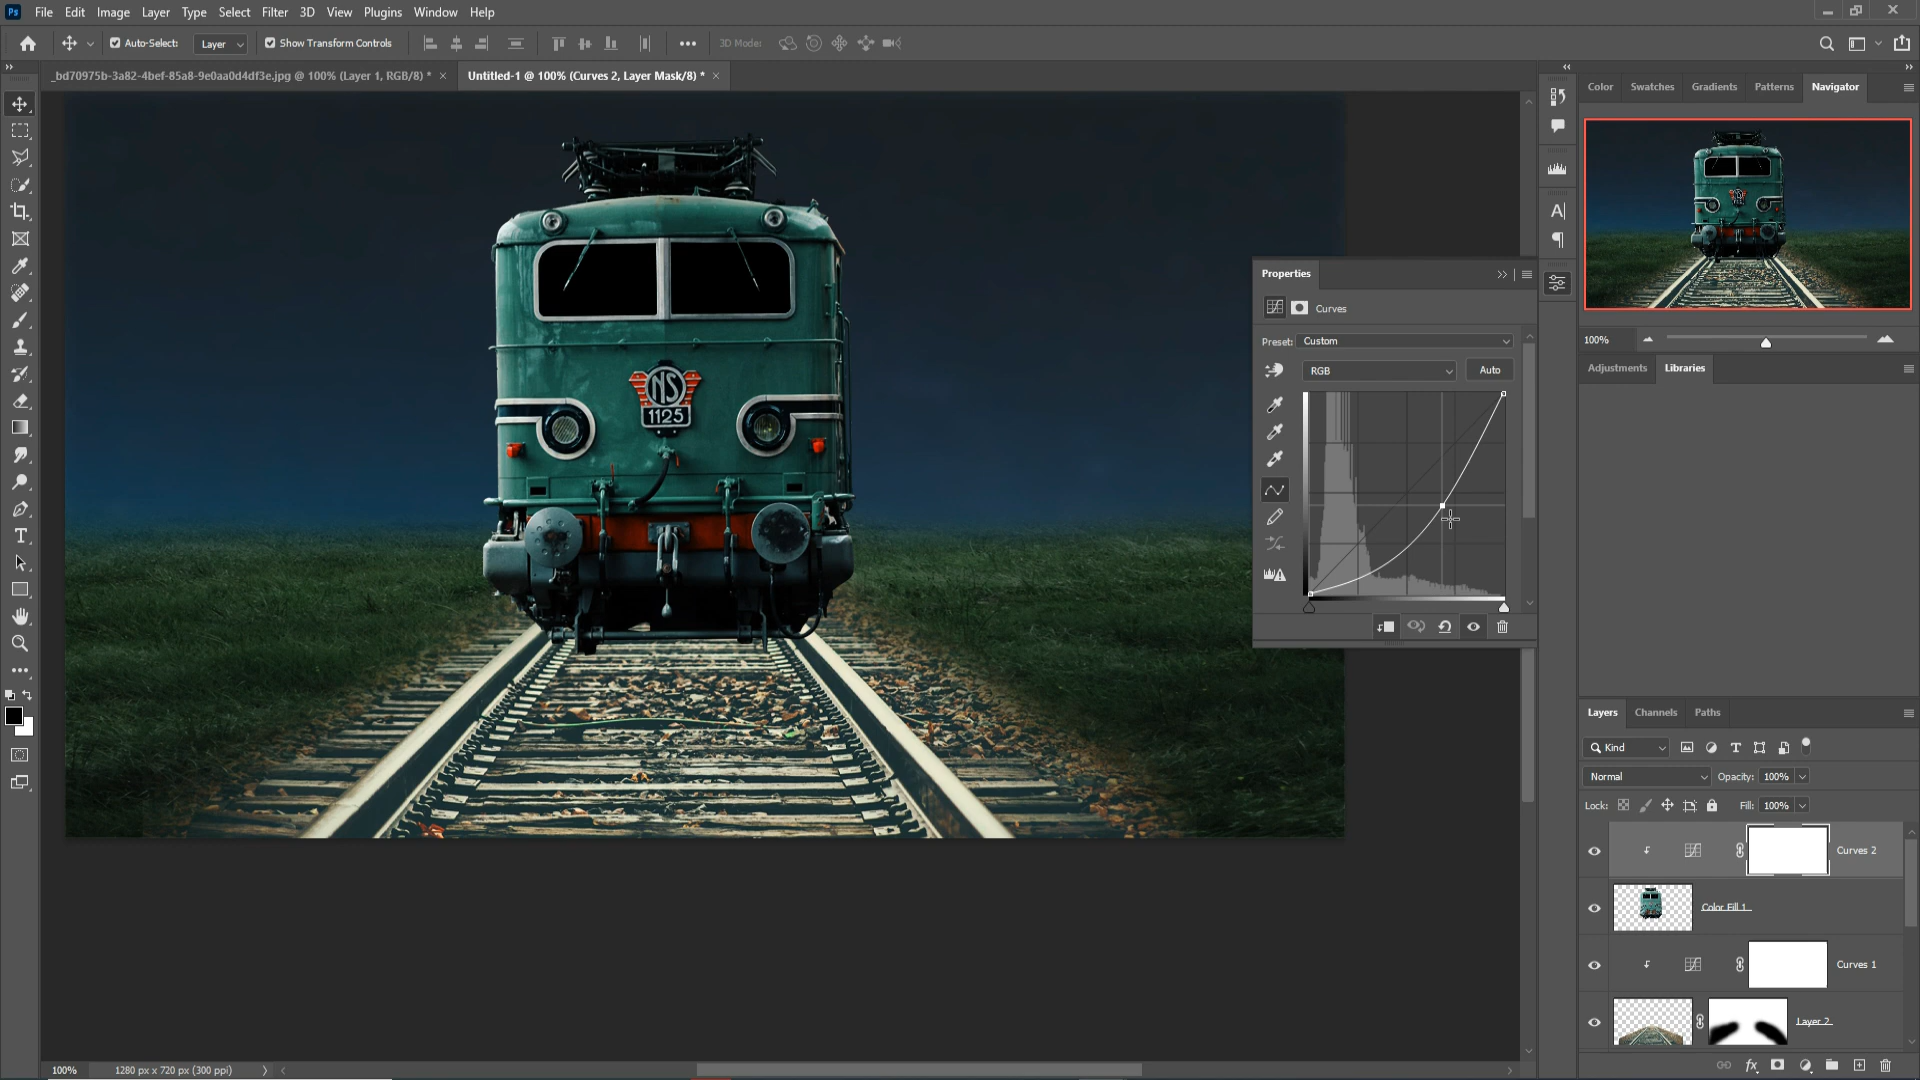 Ps File Edit Image Layer Type Select Filter 3D View Plugins Window Help
Auto-Select: Layer Show Transform Controls 3D Mode:
_bd70975b-3a82-4bef-85a8-9e0aa0d4df3e.jpg @ 100% (Layer 1, RGB/8) * Untitled-1 @ 100% (Curves 2, Layer Mask/8) *
Color Swatches Gradients Patterns Navigator
NS
1125
Properties
Curves
Preset: Custom
RGB Auto
100%
Adjustments Libraries
Layers Channels Paths
Kind
Normal Opacity: 100%
Lock: Fill: 100%
Curves 2
Color Fill 1
Curves 1
Layer 2
100% 1280 px x 720 px (300 ppi)